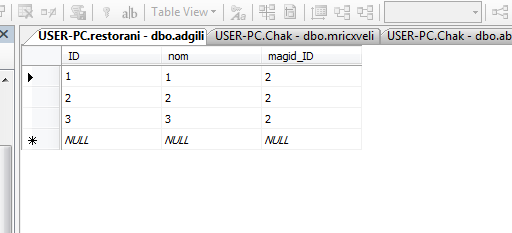 Table View
USER-PC.restorani - dbo.adgili USER-PC.Chak - dbo.mricxveli USER-PC.Chak - dbo.ab
ID nom magid_ID
1 1 2
2 2 2
3 3 2
NULL NULL NULL